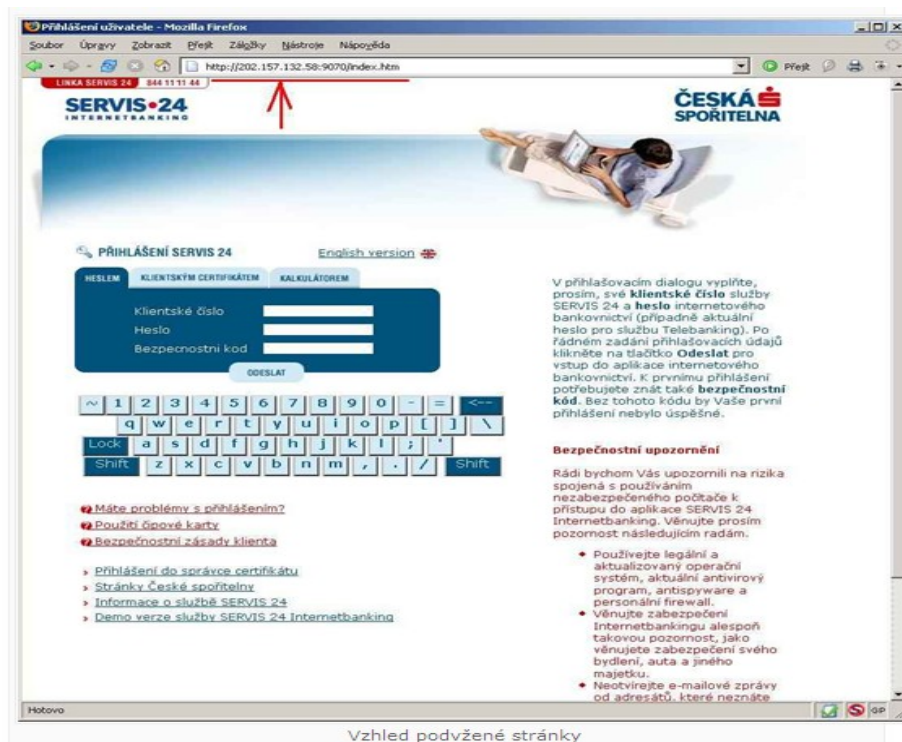 Přihlášení uživatele - Mozilla Firefox
Soubor Úpravy Zobrazit Přejít Záložky Nástroje Nápověda
http://202.157.132.58:9070/index.htm
Přejít
LINKA SERVIS 24 844 11 11 44
SERVIS•24
INTERNETBANKING
ČESKÁ
SPOŘITELNA
PŘIHLÁŠENÍ SERVIS 24 English version
HESLEM KLIENTSKÝM CERTIFIKÁTEM KALKULÁTOREM
Klientské číslo
Heslo
Bezpecnostni kod
ODESLAT
~ 1 2 3 4 5 6 7 8 9 0 - = <--
q w e r t y u i o p [ ] \
Lock a s d f g h j k l ; '
Shift z x c v b n m , . / Shift
Máte problémy s přihlášením?
Použití čipové karty
Bezpečnostní zásady klienta
Přihlášení do správce certifikátu
Stránky České spořitelny
Informace o službě SERVIS 24
Demo verze služby SERVIS 24 Internetbanking
V přihlašovacím dialogu vyplňte,
prosím, své klientské číslo služby
SERVIS 24 a heslo internetového
bankovnictví (případně aktuální
heslo pro službu Telebanking). Po
řádném zadání přihlašovacích údajů
klikněte na tlačítko Odeslat pro
vstup do aplikace internetového
bankovnictví. K prvnímu přihlášení
potřebujete znát také bezpečnostní
kód. Bez tohoto kódu by Vaše první
přihlášení nebylo úspěšné.
Bezpečnostní upozornění
Rádi bychom Vás upozornili na rizika
spojená s používáním
nezabezpečeného počítače k
přístupu do aplikace SERVIS 24
Internetbanking. Věnujte prosím
pozornost následujícím radám.
Používejte legální a
aktualizovaný operační
systém, aktuální antivirový
program, antispyware a
personální firewall.
Věnujte zabezpečení
Internetbankingu alespoň
takovou pozornost, jako
věnujete zabezpečení svého
bydlení, auta a jiného
majetku.
Neotvírejte e-mailové zprávy
od adresátů, které neznáte
Hotovo
GP
Vzhled podvžené stránky